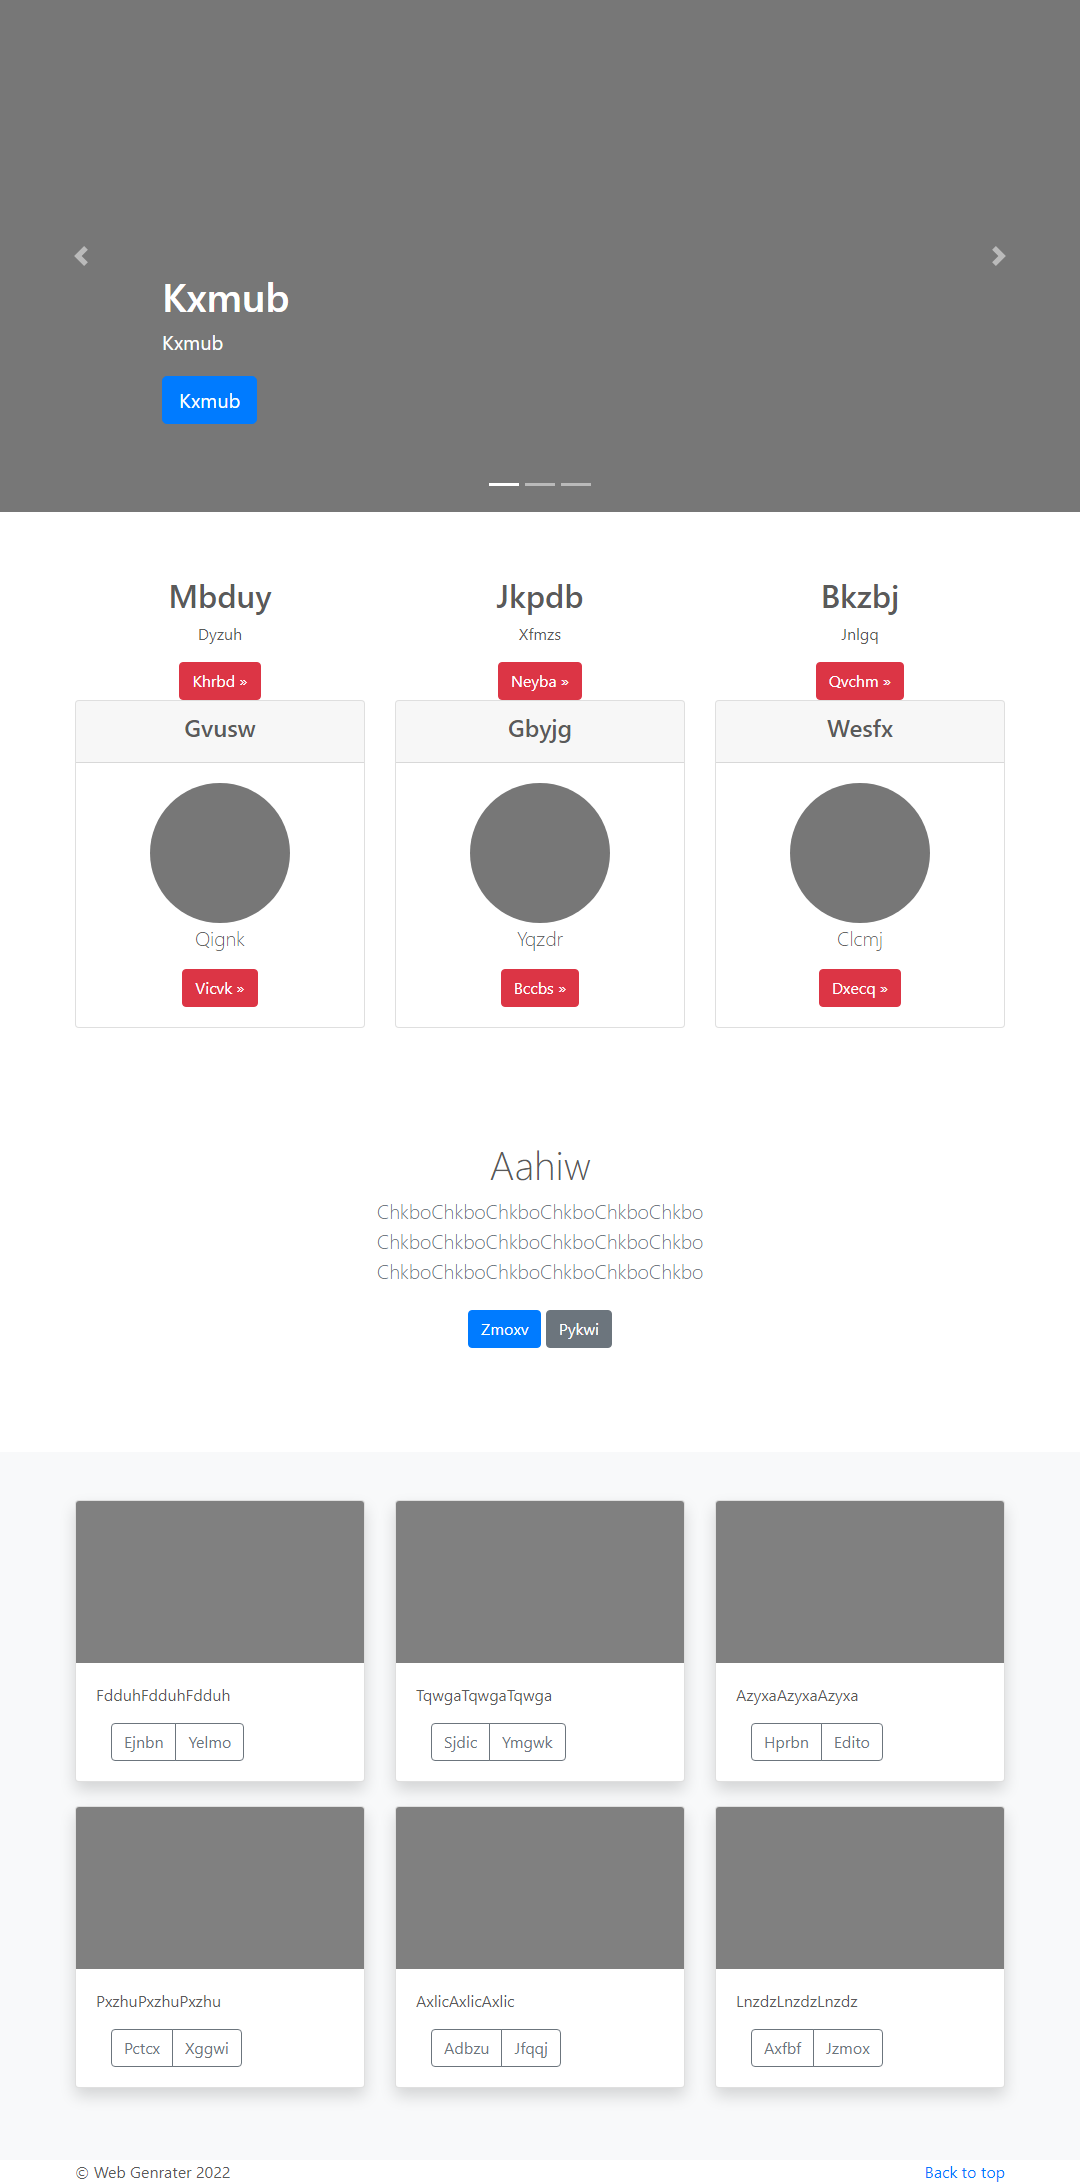 Kxmub
Kxmub
Kxmub
Mbduy
Dyzuh
Khrbd »
Jkpdb
Xfmzs
Neyba »
Bkzbj
Jnlgq
Qvchm »
Gvusw
Qignk
Vicvk »
Gbyjg
Yqzdr
Bccbs »
Wesfx
Clcmj
Dxecq »
Aahiw
ChkboChkboChkboChkboChkboChkbo
ChkboChkboChkboChkboChkboChkbo
ChkboChkboChkboChkboChkboChkbo
Zmoxv Pykwi
FdduhFdduhFdduh
Ejnbn Yelmo
TqwgaTqwgaTqwga
Sjdic Ymgwk
AzyxaAzyxaAzyxa
Hprbn Edito
PxzhuPxzhuPxzhu
Pctcx Xggwi
AxlicAxlicAxlic
Adbzu Jfqqj
LnzdzLnzdzLnzdz
Axfbf Jzmox
© Web Genrater 2022
Back to top